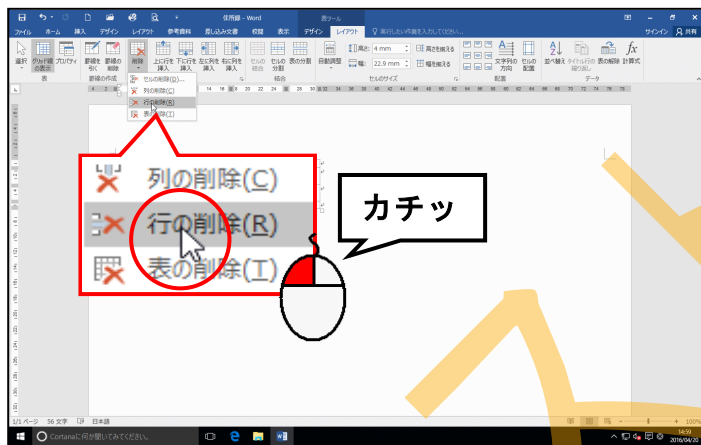 住所録 - Word
表ツール
ファイル ホーム 挿入 デザイン レイアウト 参考資料 差し込み文書 校閲 表示 デザイン レイアウト 実行したい作業を入力してください... サインイン 共有
選択 グリッド線の表示 プロパティ 罫線を引く 罫線の削除 削除 上に行を挿入 下に行を挿入 左に列を挿入 右に列を挿入 セルの結合 セルの分割 表の分割 自動調整 高さ: 4 mm 高さを揃える
幅: 22.9 mm 幅を揃える 文字列の方向 セルの配置 並べ替え タイトル行の繰り返し 表の解除 計算式
表 罫線の作成 結合 セルのサイズ 配置 データ
セルの削除(D)...
列の削除(C)
行の削除(R)
表の削除(T)
列の削除(C)
行の削除(R)
表の削除(T)
カチッ
1/1 ページ 56 文字 日本語 100%
Cortanaに何か聞いてみてください。
14:59
2016/04/20